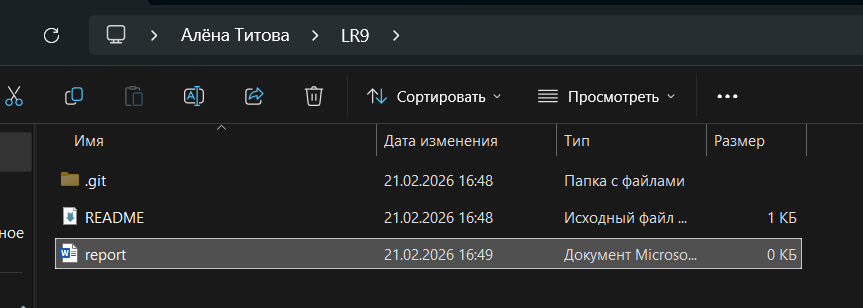 Алёна Титова LR9
Сортировать Просмотреть
Имя Дата изменения Тип Размер
.git 21.02.2026 16:48 Папка с файлами
README 21.02.2026 16:48 Исходный файл ... 1 КБ
ное
report 21.02.2026 16:49 Документ Microso... 0 КБ